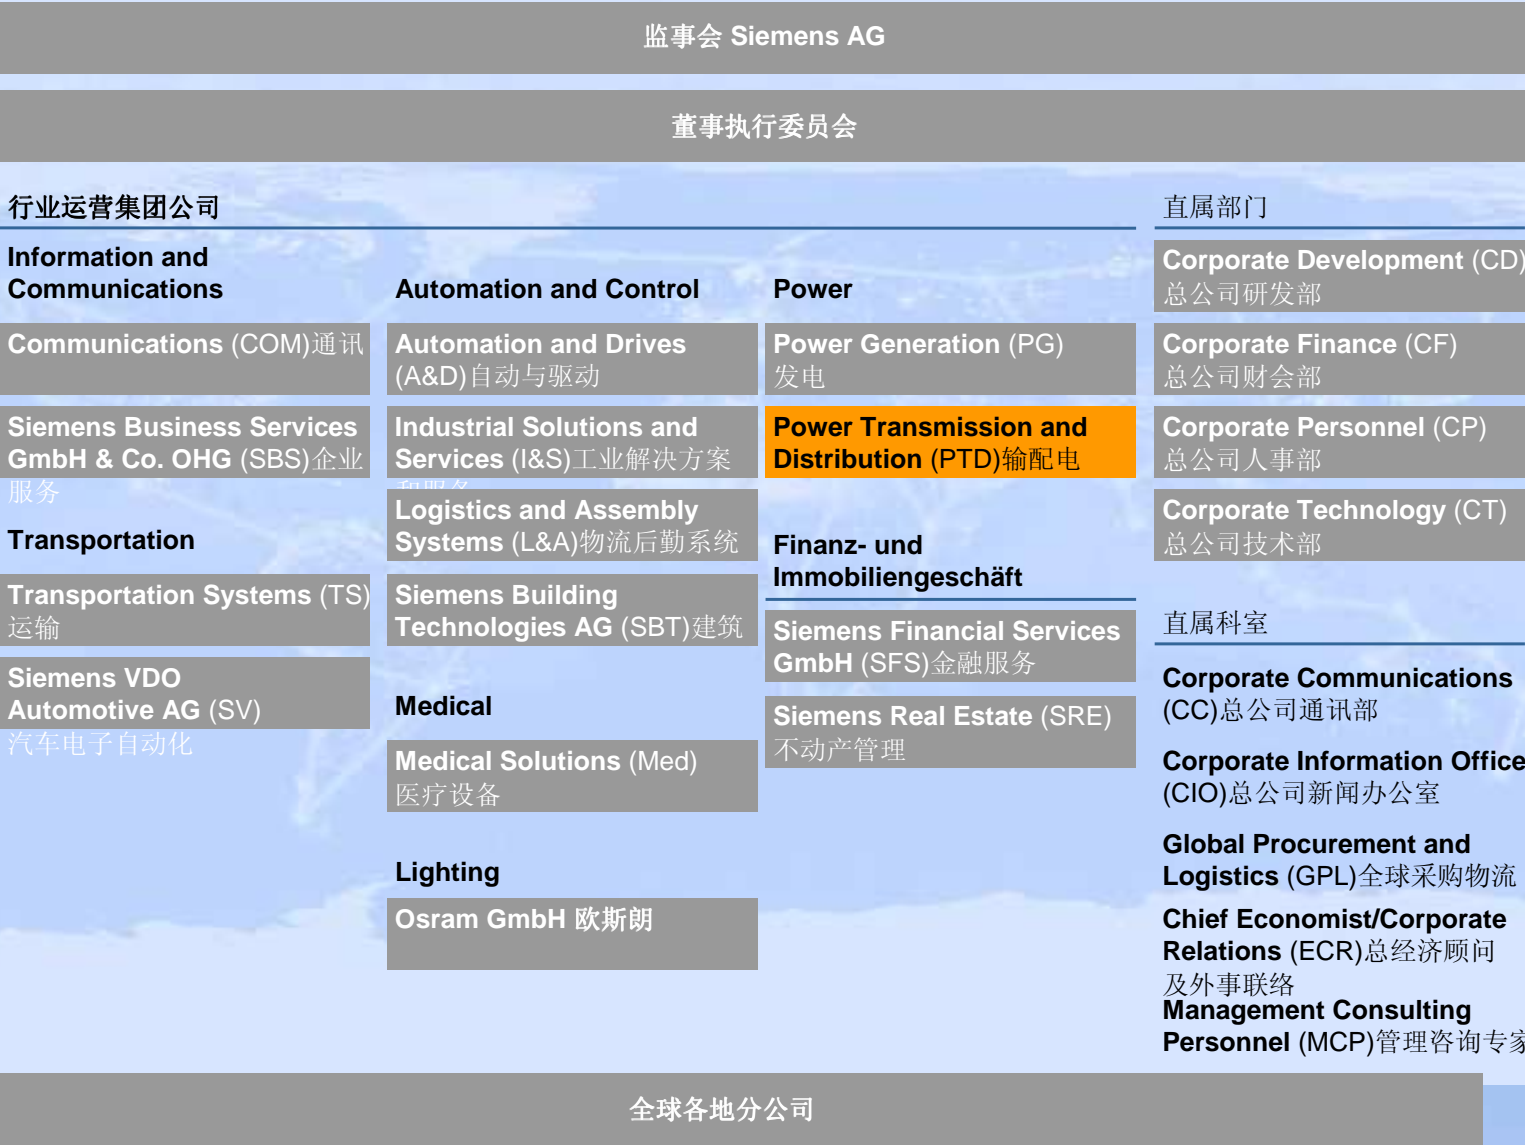 监事会 Siemens AG
董事执行委员会
行业运营集团公司
Information and
Communications
Communications (COM)通讯
Siemens Business Services
GmbH & Co. OHG (SBS)企业
服务
Transportation
Transportation Systems (TS)
运输
Siemens VDO
Automotive AG (SV)
汽车电子自动化
Automation and Control
Automation and Drives
(A&D)自动与驱动
Industrial Solutions and
Services (I&S)工业解决方案
和服务
Logistics and Assembly
Systems (L&A)物流后勤系统
Siemens Building
Technologies AG (SBT)建筑
Medical
Medical Solutions (Med)
医疗设备
Lighting
Osram GmbH 欧斯朗
Power
Power Generation (PG)
发电
Power Transmission and
Distribution (PTD)输配电
Finanz- und
Immobiliengeschäft
Siemens Financial Services
GmbH (SFS)金融服务
Siemens Real Estate (SRE)
不动产管理
直属部门
Corporate Development (CD)
总公司研发部
Corporate Finance (CF)
总公司财会部
Corporate Personnel (CP)
总公司人事部
Corporate Technology (CT)
总公司技术部
直属科室
Corporate Communications
(CC)总公司通讯部
Corporate Information Office
(CIO)总公司新闻办公室
Global Procurement and
Logistics (GPL)全球采购物流
Chief Economist/Corporate
Relations (ECR)总经济顾问
及外事联络
Management Consulting
Personnel (MCP)管理咨询专家
全球各地分公司